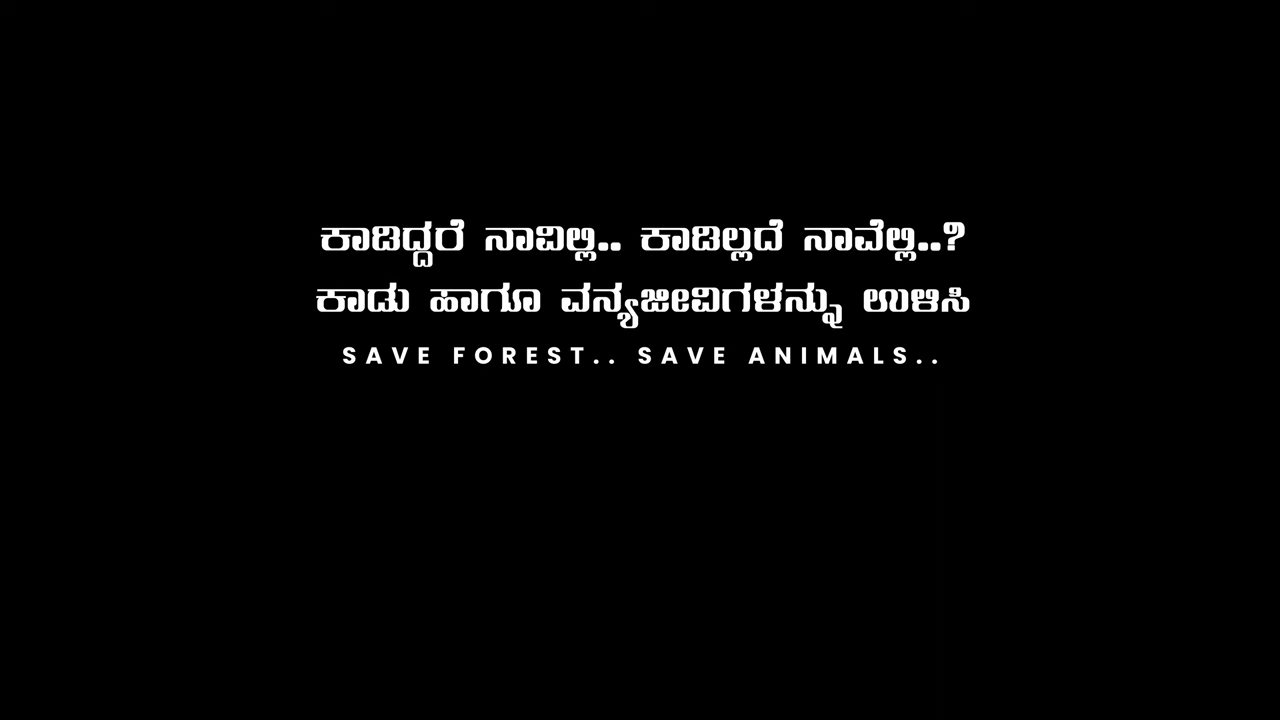 ಕಾಡಿದ್ದರೆ ನಾವಿಲ್ಲಿ.. ಕಾಡಿಲ್ಲದೆ ನಾವೆಲ್ಲಿ..?
ಕಾಡು ಹಾಗೂ ವನ್ಯಜೀವಿಗಳನ್ನು ಉಳಿಸಿ
SAVE FOREST.. SAVE ANIMALS..